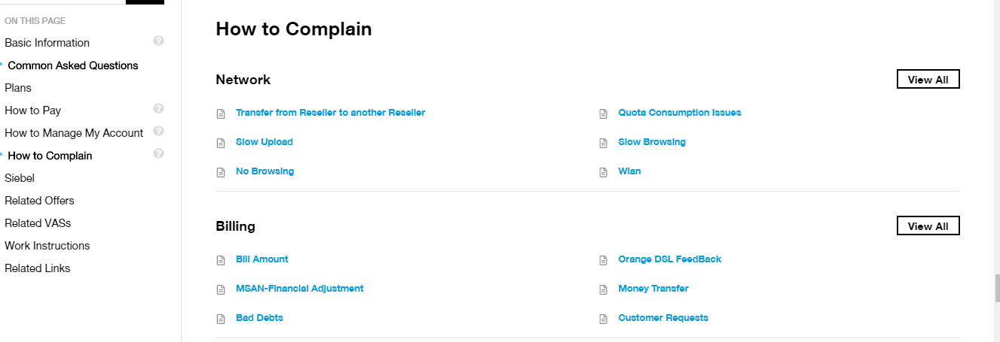 ON THIS PAGE
Basic Information
Common Asked Questions
Plans
How to Pay
How to Manage My Account
How to Complain
Siebel
Related Offers
Related VASs
Work Instructions
Related Links
How to Complain
Network
View All
Transfer from Reseller to another Reseller
Quota Consumption Issues
Slow Upload
Slow Browsing
No Browsing
Wlan
Billing
View All
Bill Amount
Orange DSL FeedBack
MSAN-Financial Adjustment
Money Transfer
Bad Debts
Customer Requests